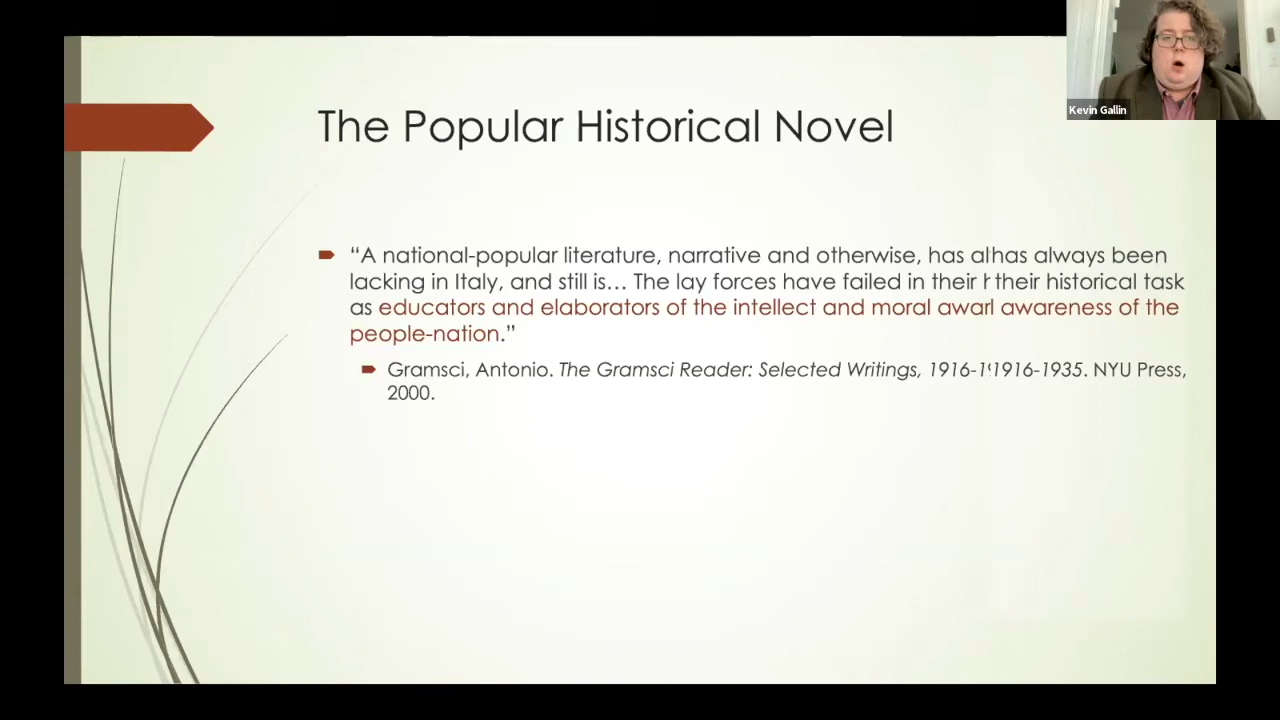 Kevin Gallin
The Popular Historical Novel
“A national-popular literature, narrative and otherwise, has al has always been
lacking in Italy, and still is… The lay forces have failed in their h their historical task
as educators and elaborators of the intellect and moral awarl awareness of the
people-nation.”
Gramsci, Antonio. The Gramsci Reader: Selected Writings, 1916-1 1916-1935. NYU Press,
2000.